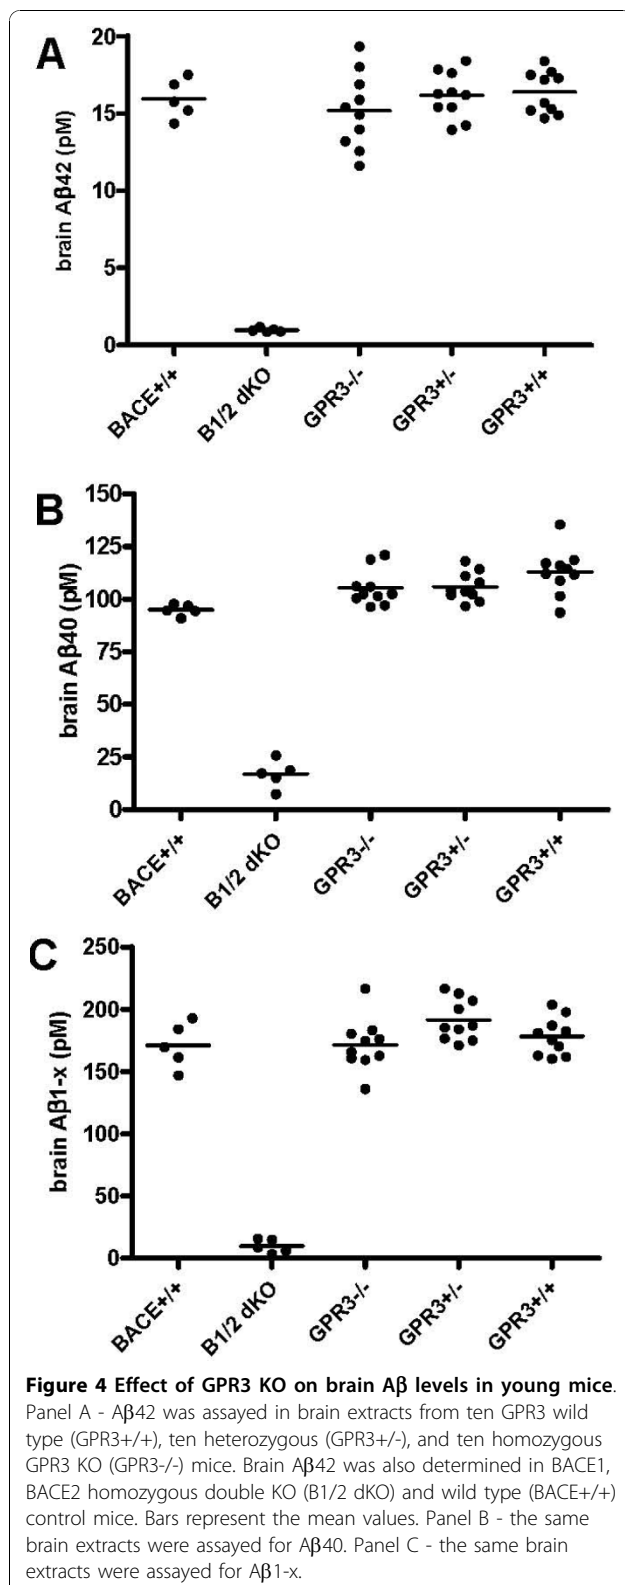 A
brain Aβ42 (pM)
20
15
10
5
0
BACE+/+
B1/2 dKO
GPR3-/-
GPR3+/-
GPR3+/+
B
brain Aβ40 (pM)
150
125
100
75
50
25
0
BACE+/+
B1/2 dKO
GPR3-/-
GPR3+/-
GPR3+/+
C
brain Aβ1-x (pM)
250
200
150
100
50
0
BACE+/+
B1/2 dKO
GPR3-/-
GPR3+/-
GPR3+/+
Figure 4 Effect of GPR3 KO on brain Aβ levels in young mice.
Panel A - Aβ42 was assayed in brain extracts from ten GPR3 wild
type (GPR3+/+), ten heterozygous (GPR3+/-), and ten homozygous
GPR3 KO (GPR3-/-) mice. Brain Aβ42 was also determined in BACE1,
BACE2 homozygous double KO (B1/2 dKO) and wild type (BACE+/+)
control mice. Bars represent the mean values. Panel B - the same
brain extracts were assayed for Aβ40. Panel C - the same brain
extracts were assayed for Aβ1-x.